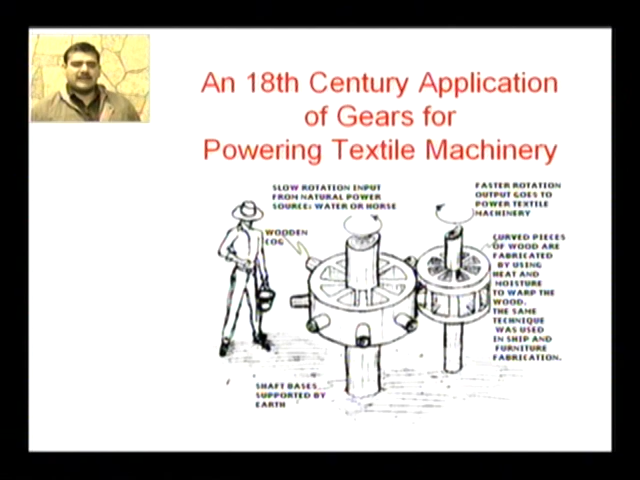 An 18th Century Application
of Gears for
Powering Textile Machinery
SLOW ROTATION INPUT
FROM NATURAL POWER
SOURCE: WATER OR HORSE
FASTER ROTATION
OUTPUT GOES TO
POWER TEXTILE
MACHINERY
WOODEN
COG
CURVED PIECES
OF WOOD ARE
FABRICATED
BY USING
HEAT AND
MOISTURE
TO WARP THE
WOOD.
THE SAME
TECHNIQUE
WAS USED
IN SHIP AND
FURNITURE
FABRICATION.
SHAFT BASES
SUPPORTED BY
EARTH